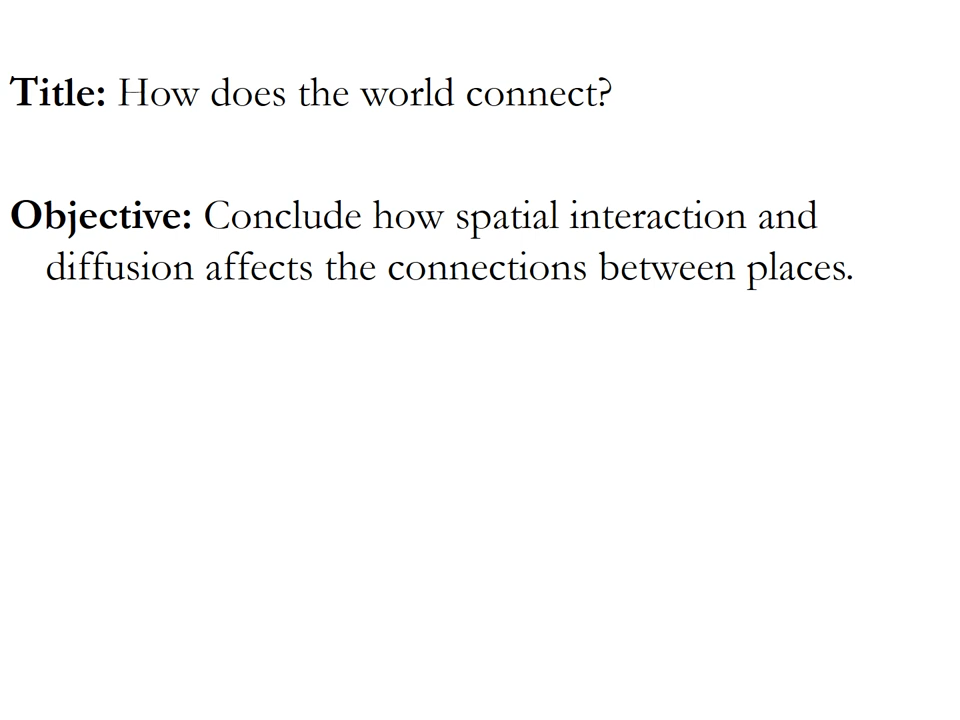 Title: How does the world connect?
Objective: Conclude how spatial interaction and
diffusion affects the connections between places.